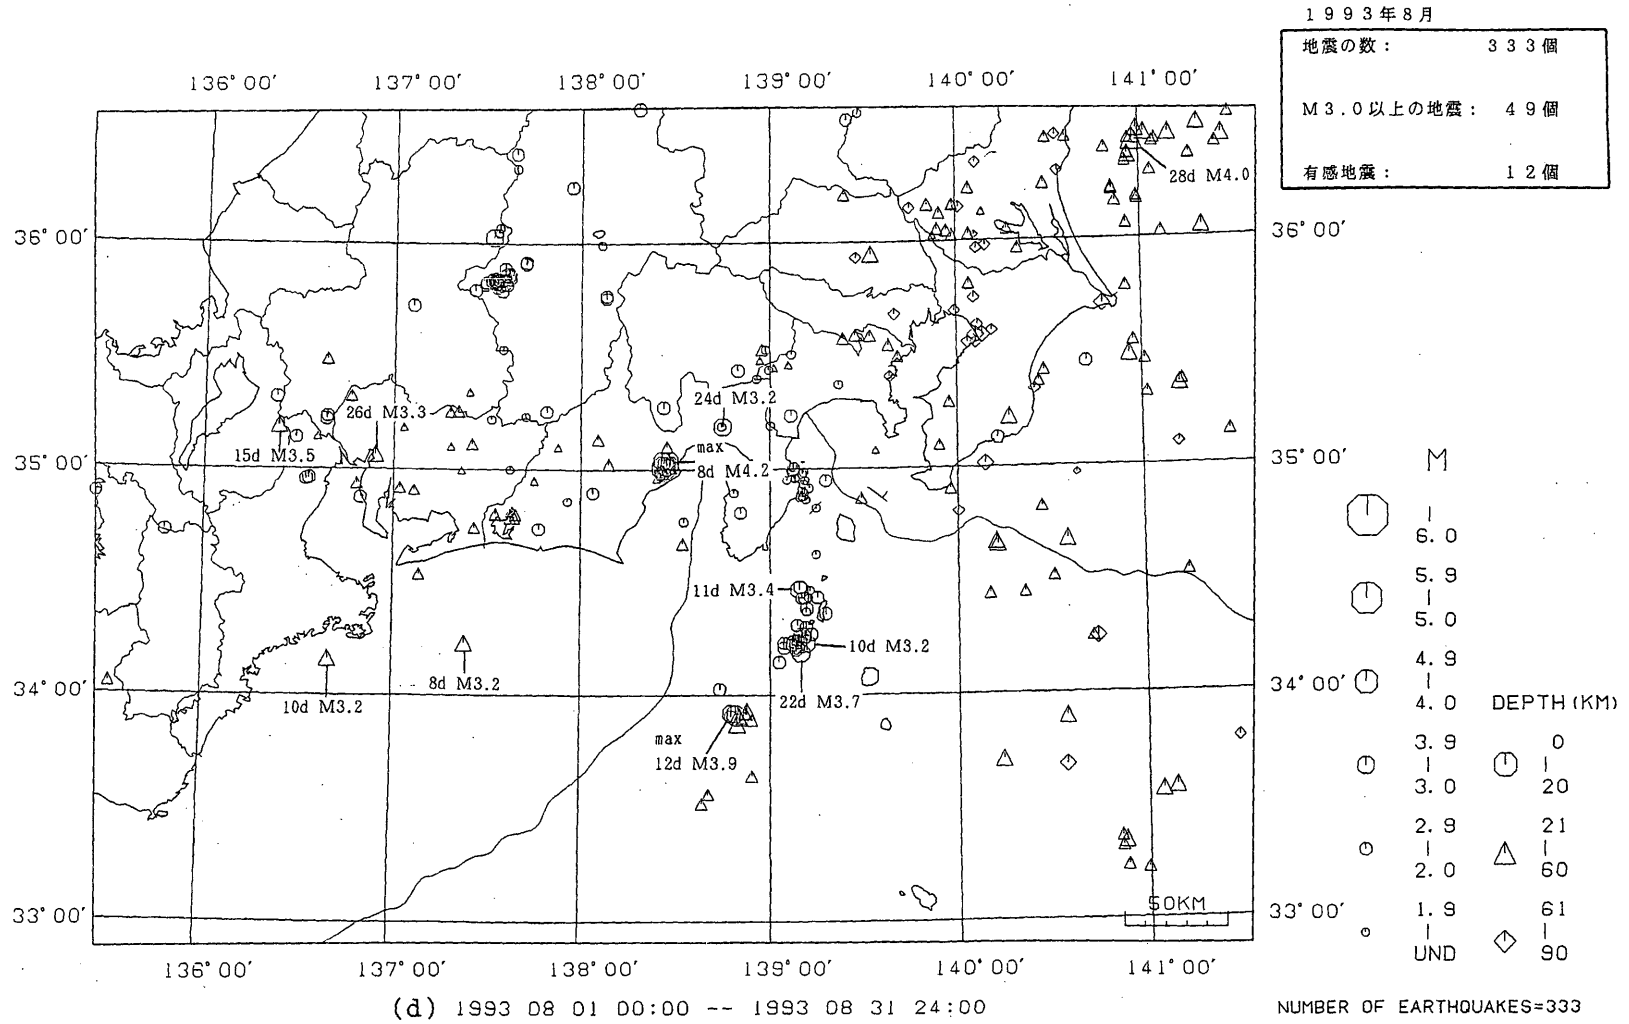 1993年8月
地震の数： 333個
M3.0以上の地震： 49個
有感地震： 12個
136°00′ 137°00′ 138°00′ 139°00′ 140°00′ 141°00′
28d M4.0
36°00′ 36°00′
24d M3.2
26d M3.3
max
15d M3.5
8d M4.2
35°00′ 35°00′
11d M3.4
10d M3.2
8d M3.2
34°00′ 34°00′
22d M3.7
10d M3.2
max
12d M3.9
50KM
33°00′ 33°00′
136°00′ 137°00′ 138°00′ 139°00′ 140°00′ 141°00′
M
6.0
5.9
5.0
4.9
4.0 DEPTH(KM)
3.9 0
3.0 20
2.9 21
2.0 60
1.9 61
UND 90
(d) 1993 08 01 00:00 -- 1993 08 31 24:00
NUMBER OF EARTHQUAKES=333